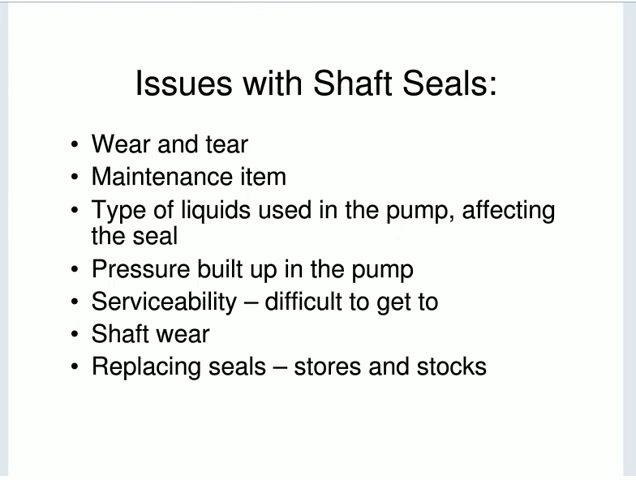 Issues with Shaft Seals:
• Wear and tear
• Maintenance item
• Type of liquids used in the pump, affecting
the seal
• Pressure built up in the pump
• Serviceability – difficult to get to
• Shaft wear
• Replacing seals – stores and stocks